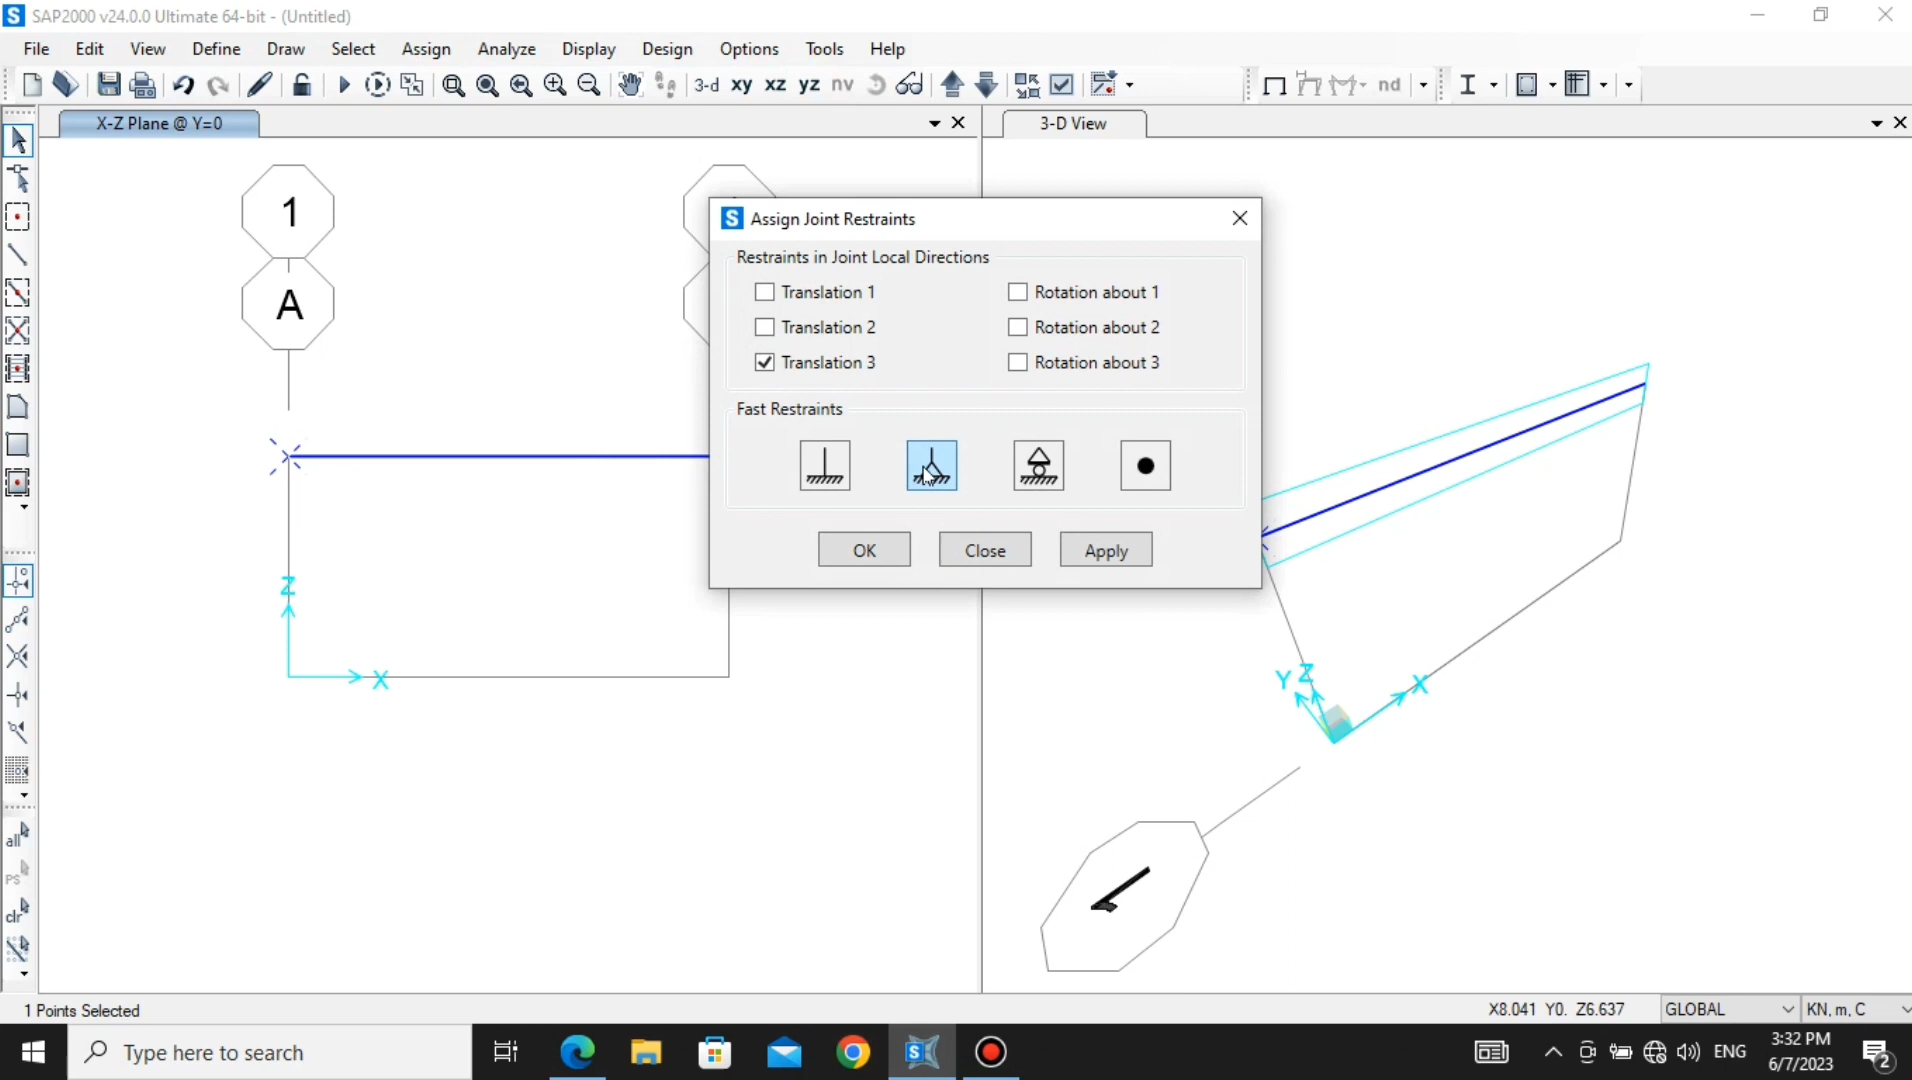 S SAP2000 v24.0.0 Ultimate 64-bit - (Untitled)
File Edit View Define Draw Select Assign Analyze Display Design Options Tools Help
3-d xy xz yz nv nd
X-Z Plane @ Y=0
3-D View
1
A
S Assign Joint Restraints
Restraints in Joint Local Directions
Translation 1 Rotation about 1
Translation 2 Rotation about 2
Translation 3 Rotation about 3
Fast Restraints
OK Close Apply
Z
X
Y Z X
all
PS
clr
1 Points Selected
X8.041 Y0. Z6.637
GLOBAL
KN, m, C
Type here to search
S
ENG
3:32 PM
6/7/2023
2